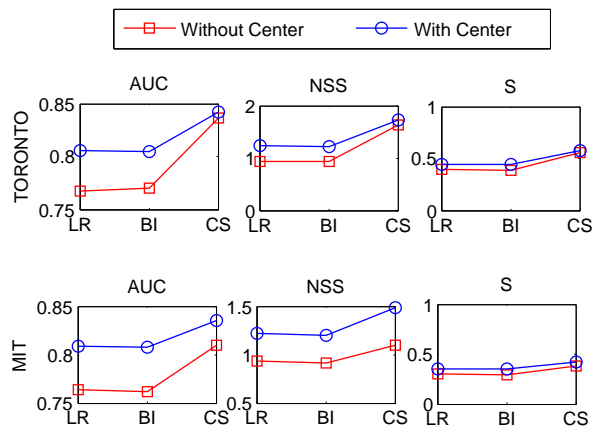 Without Center With Center
AUC NSS S
TORONTO
0.85 0.8 0.75
2 1 0
1 0.5 0
LR BI CS LR BI CS LR BI CS
AUC NSS S
MIT
0.85 0.8 0.75
1.5 1 0.5
1 0.5 0
LR BI CS LR BI CS LR BI CS